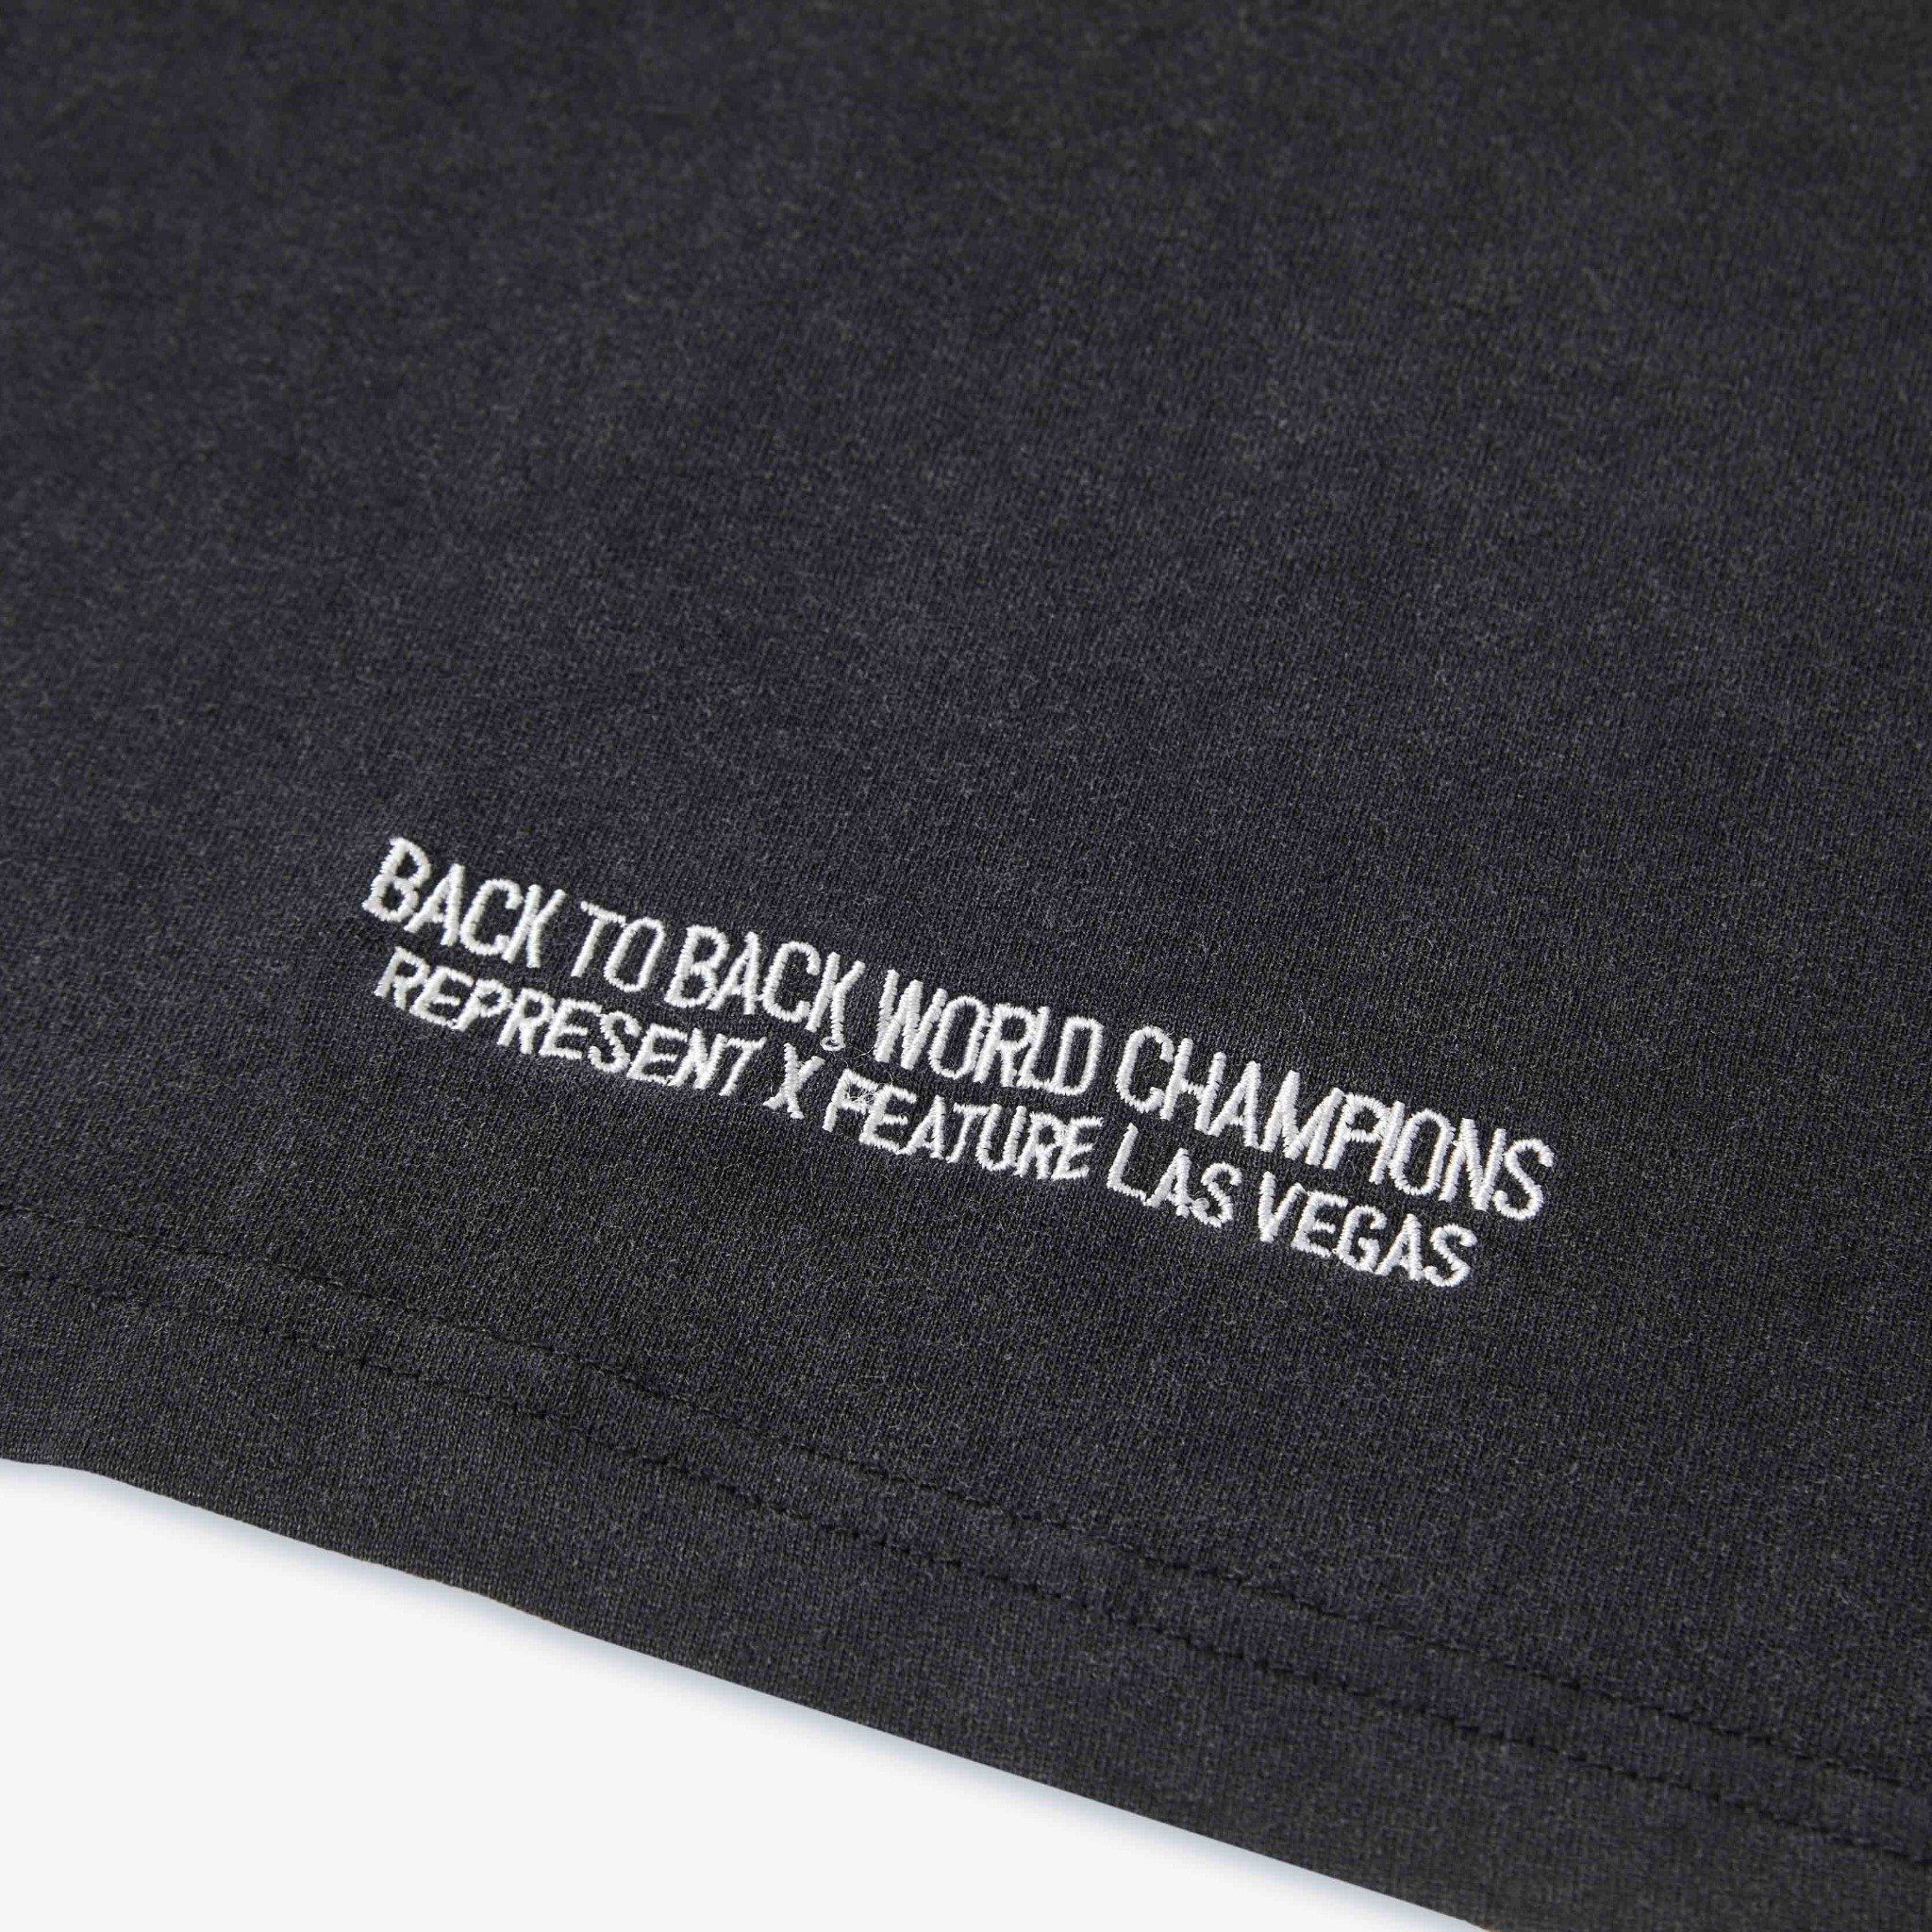 BACK TO BACK WORLD CHAMPIONS
REPRESENT X FEATURE LAS VEGAS